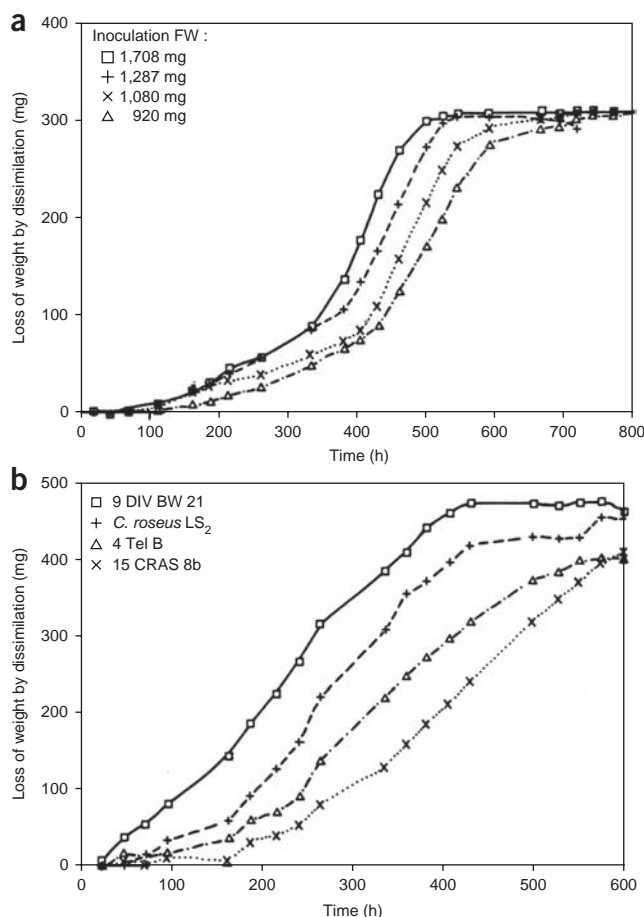 a
400
300
200
100
0
Loss of weight by dissimilation (mg)
Inoculation FW :
1,708 mg
1,287 mg
1,080 mg
920 mg
0 100 200 300 400 500 600 700 800
Time (h)
b
500
400
300
200
100
0
Loss of weight by dissimilation (mg)
9 DIV BW 21
C. roseus LS2
4 Tel B
15 CRAS 8b
0 100 200 300 400 500 600
Time (h)